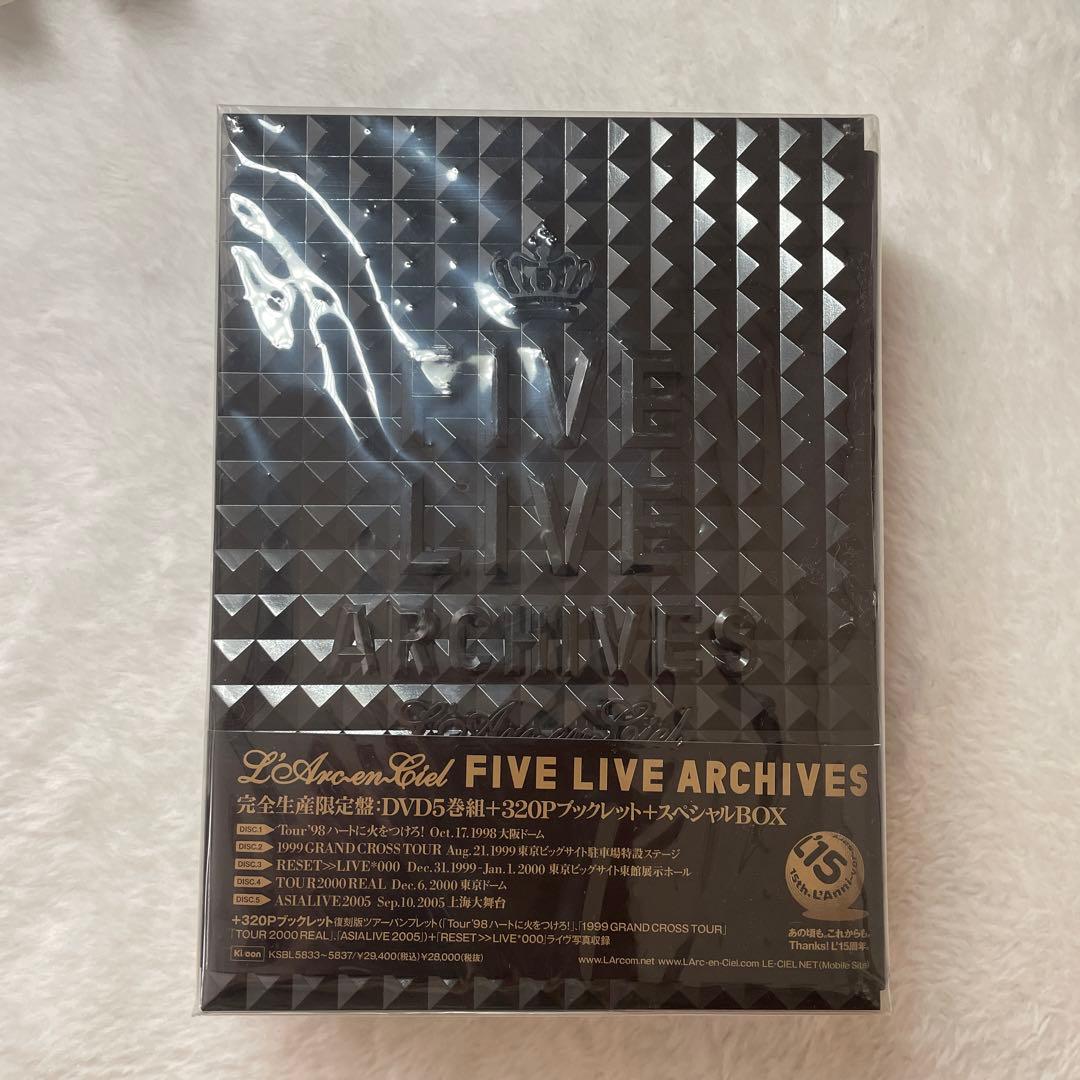 FIVE
LIVE
ARCHIVES
L'Arc~en~Ciel
L'Arc~en~Ciel FIVE LIVE ARCHIVES
完全生産限定盤:DVD5巻組+320Pブックレット+スペシャルBOX
DISC.1 Tour'98 ハートに火をつけろ! Oct.17.1998 大阪ドーム
DISC.2 1999 GRAND CROSS TOUR Aug.21.1999 東京ビッグサイト駐車場特設ステージ
DISC.3 RESET>>LIVE*000 Dec.31.1999-Jan.1.2000 東京ビッグサイト東館展示ホール
DISC.4 TOUR 2000 REAL Dec.6.2000 東京ドーム
DISC.5 ASIALIVE 2005 Sep.10.2005 上海大舞台
+320Pブックレット復刻版ツアーパンフレット(「Tour'98 ハートに火をつけろ!」、「1999 GRAND CROSS TOUR」
「TOUR 2000 REAL」、「ASIALIVE 2005」)+「RESET>>LIVE*000」ライヴ写真収録
Ki/oon KSBL5833~5837/¥29,400(税込)¥28,000(税抜)
www.LArcom.net www.LArc-en-Ciel.com LE-CIEL NET(Mobile Site)
L'15
15th. L'Anni
あの頃も。これからも。
Thanks! L'15周年。